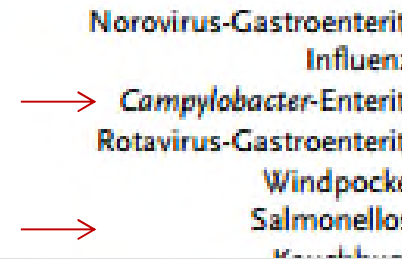 Norovirus-Gastroenterit
Influenz
Campylobacter-Enterit
Rotavirus-Gastroenterit
Windpocke
Salmonellos